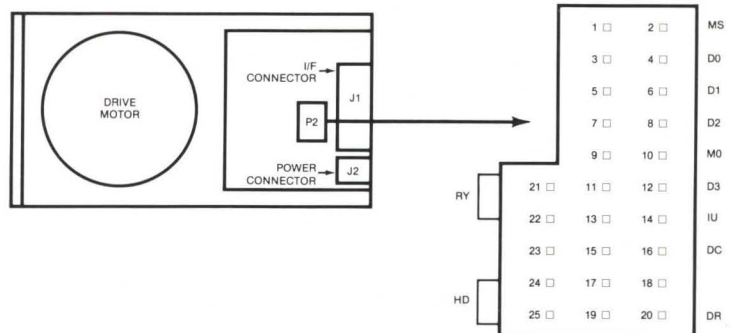 DRIVE
MOTOR
I/F
CONNECTOR
J1
P2
POWER
CONNECTOR
J2
1 2 MS
3 4 D0
5 6 D1
7 8 D2
9 10 M0
RY
21 11 12 D3
22 13 14 IU
23 15 16 DC
24 17 18
HD
25 19 20 DR